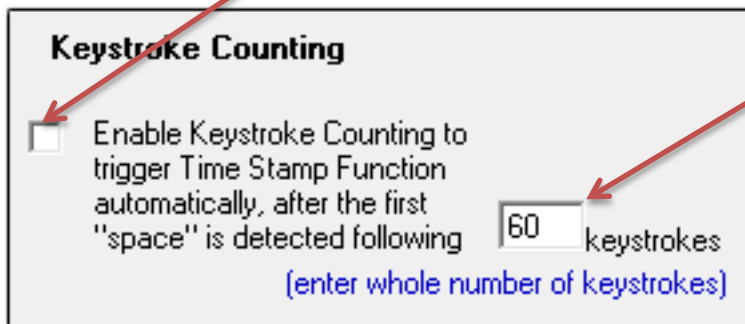 Keystroke Counting
Enable Keystroke Counting to
trigger Time Stamp Function
automatically, after the first
"space" is detected following 60 keystrokes
(enter whole number of keystrokes)